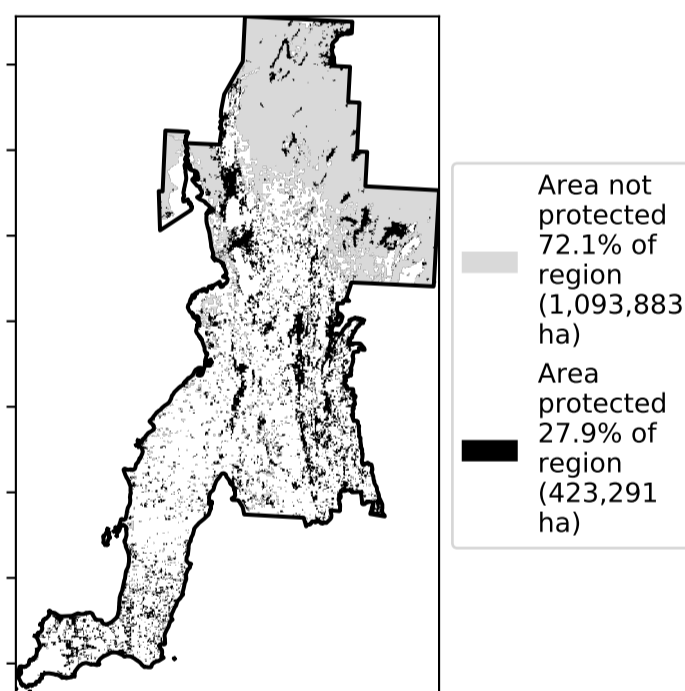 Area not
protected
72.1% of
region
(1,093,883
ha)
Area
protected
27.9% of
region
(423,291
ha)